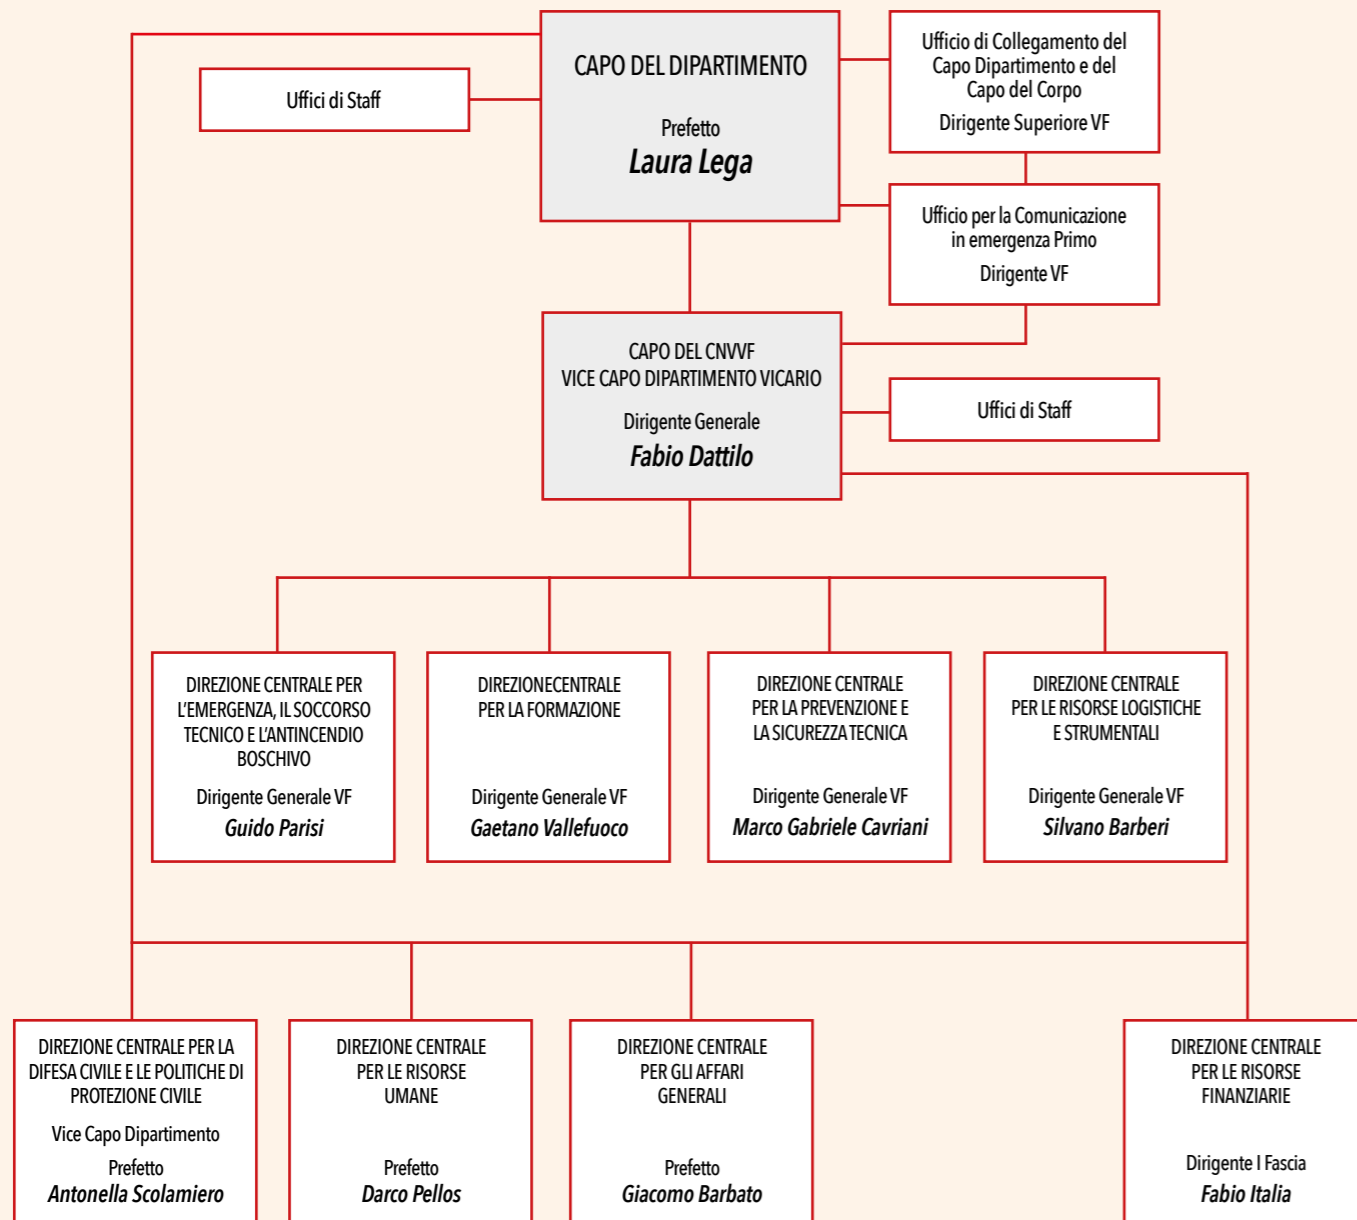 CAPO DEL DIPARTIMENTO
Prefetto
Laura Lega
Uffici di Staff
Ufficio di Collegamento del
Capo Dipartimento e del
Capo del Corpo
Dirigente Superiore VF
Ufficio per la Comunicazione
in emergenza Primo
Dirigente VF
CAPO DEL CNVVF
VICE CAPO DIPARTIMENTO VICARIO
Dirigente Generale
Fabio Dattilo
Uffici di Staff
DIREZIONE CENTRALE PER
L'EMERGENZA, IL SOCCORSO
TECNICO E L'ANTINCENDIO
BOSCHIVO
Dirigente Generale VF
Guido Parisi
DIREZIONECENTRALE
PER LA FORMAZIONE
Dirigente Generale VF
Gaetano Vallefuoco
DIREZIONE CENTRALE
PER LA PREVENZIONE E
LA SICUREZZA TECNICA
Dirigente Generale VF
Marco Gabriele Cavriani
DIREZIONE CENTRALE
PER LE RISORSE LOGISTICHE
E STRUMENTALI
Dirigente Generale VF
Silvano Barberi
DIREZIONE CENTRALE PER LA
DIFESA CIVILE E LE POLITICHE DI
PROTEZIONE CIVILE
Vice Capo Dipartimento
Prefetto
Antonella Scolamiero
DIREZIONE CENTRALE
PER LE RISORSE
UMANE
Prefetto
Darco Pellos
DIREZIONE CENTRALE
PER GLI AFFARI
GENERALI
Prefetto
Giacomo Barbato
DIREZIONE CENTRALE
PER LE RISORSE
FINANZIARIE
Dirigente I Fascia
Fabio Italia